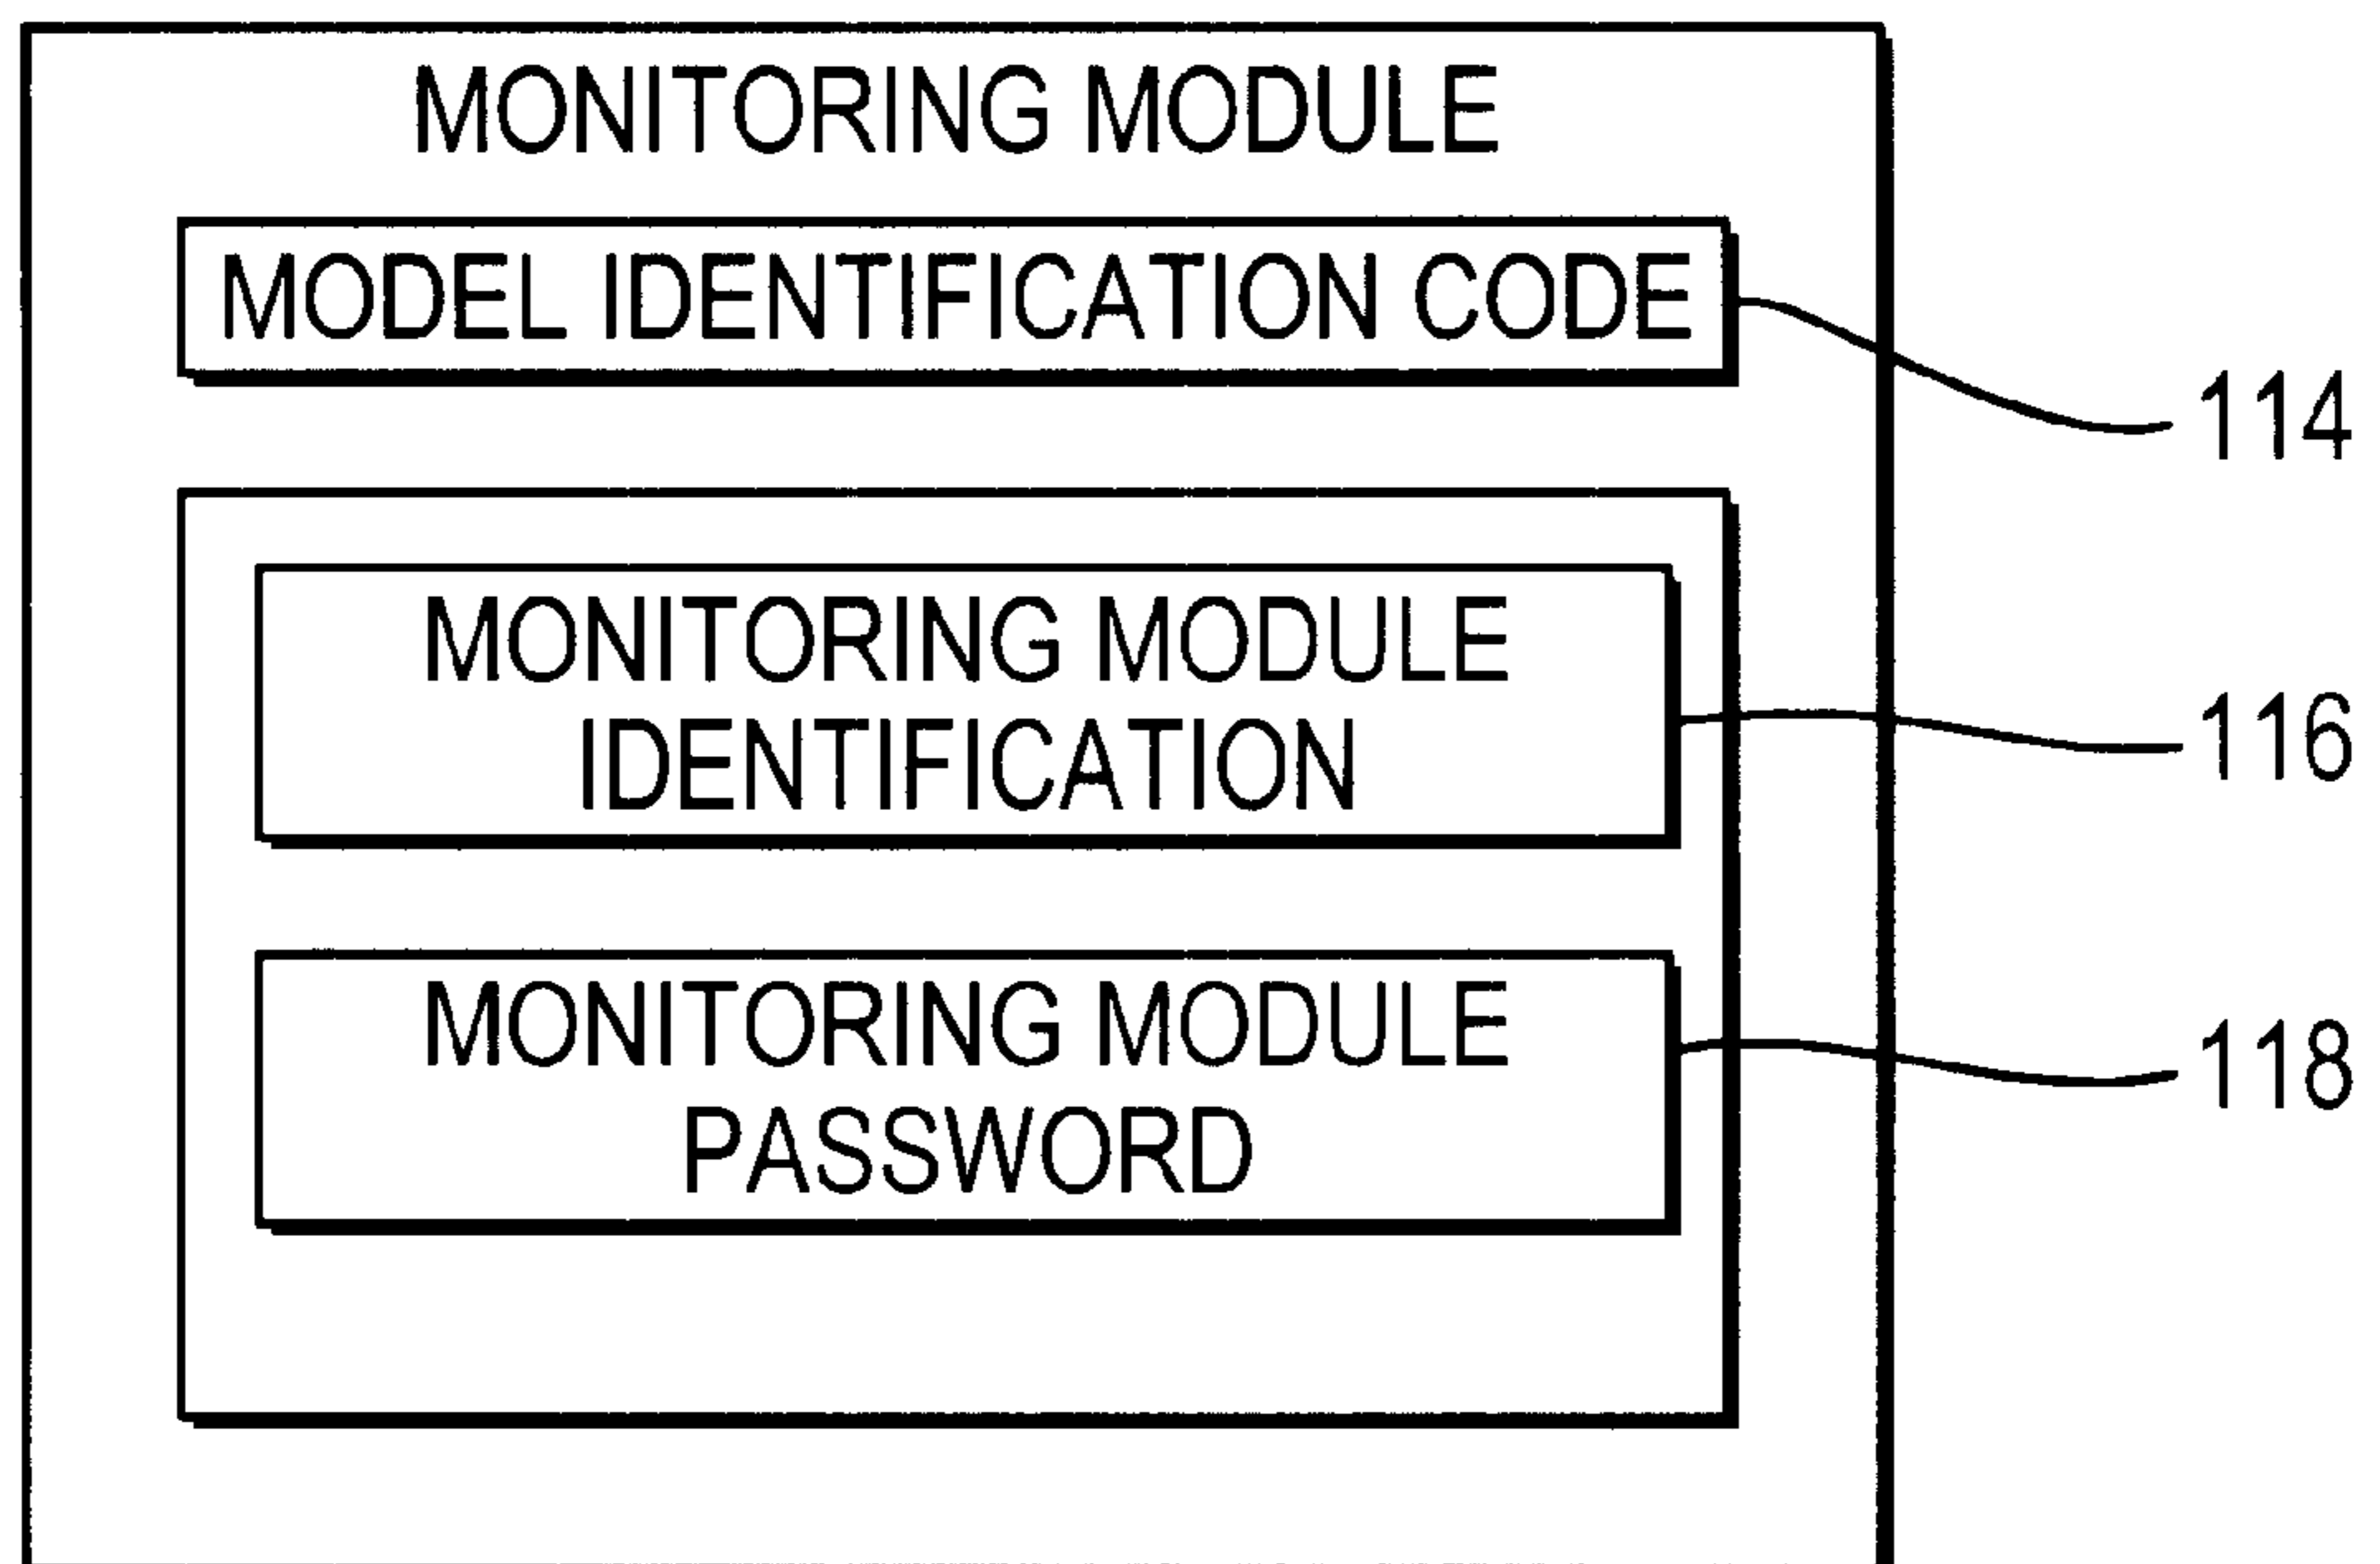 MONITORING MODULE
MODEL IDENTIFICATION CODE
114
MONITORING MODULE
IDENTIFICATION
116
MONITORING MODULE
PASSWORD
118